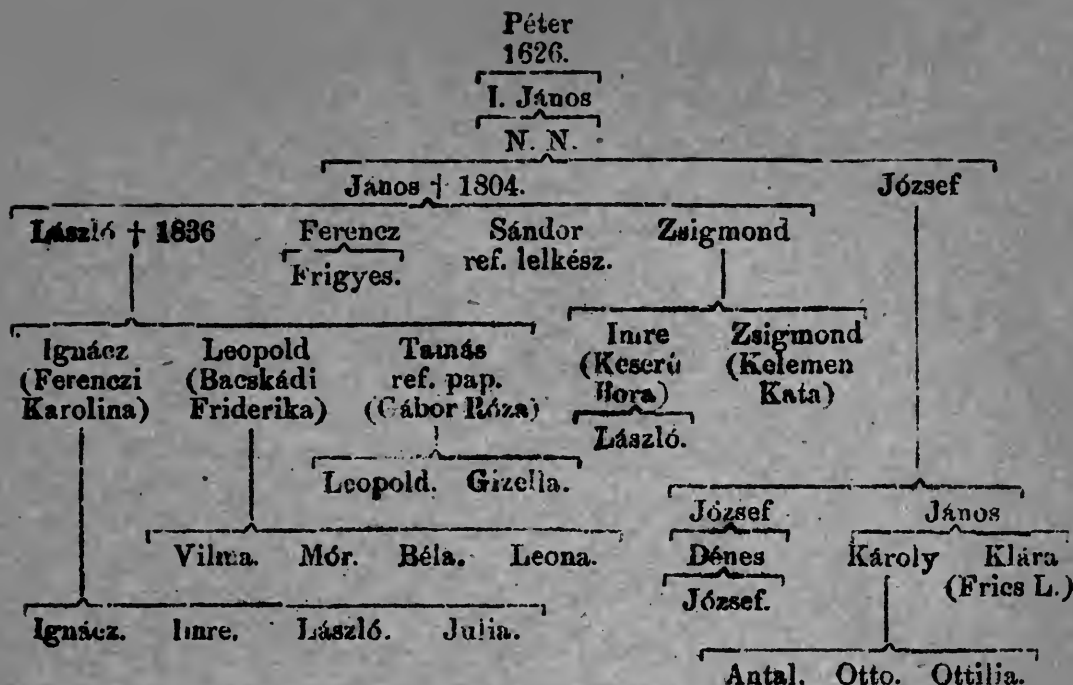 Péter
1626.
I. János
N. N.
János † 1804. József
László † 1836 Ferencz Sándor Zsigmond
Frigyes. ref. lelkész.
Ignácz Leopold Tamás Imre Zsigmond
(Ferenczi (Bacskádi ref. pap. (Keserű (Kelemen
Karolina) Friderika) (Gábor Róza) Bora) Kata)
László.
Leopold. Gizella.
József János
Vilma. Mór. Béla. Leona. Dénes Károly Klára
József. (Frics L.)
Ignácz. Imre. László. Julia.
Antal. Otto. Ottilia.